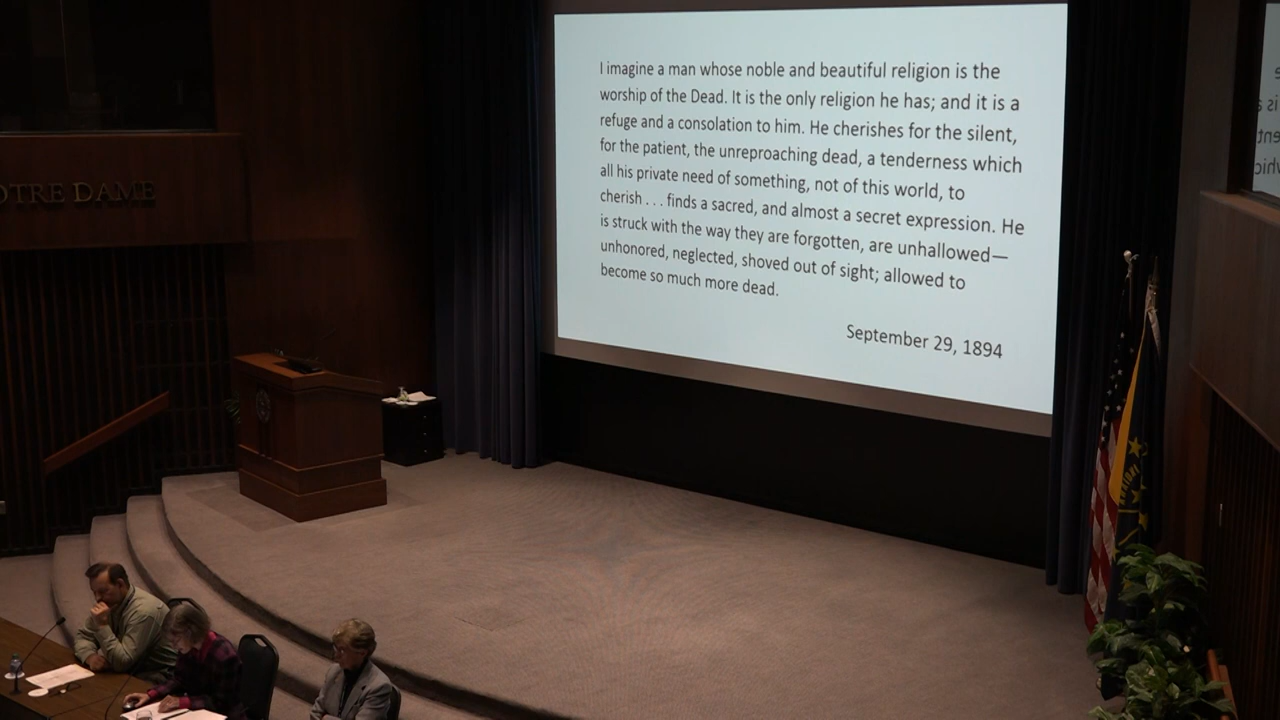 I imagine a man whose noble and beautiful religion is the
worship of the Dead. It is the only religion he has; and it is a
refuge and a consolation to him. He cherishes for the silent,
for the patient, the unreproaching dead, a tenderness which
all his private need of something, not of this world, to
cherish . . . finds a sacred, and almost a secret expression. He
is struck with the way they are forgotten, are unhallowed—
unhonored, neglected, shoved out of sight; allowed to
become so much more dead.
September 29, 1894
OTRE DAME